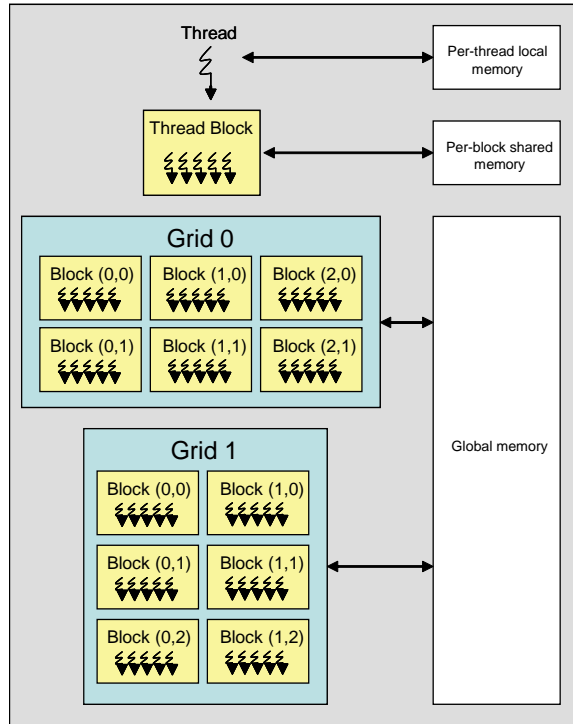 Thread
Per-thread local
memory
Thread Block
Per-block shared
memory
Grid 0
Block (0,0)
Block (1,0)
Block (2,0)
Block (0,1)
Block (1,1)
Block (2,1)
Global memory
Grid 1
Block (0,0)
Block (1,0)
Block (0,1)
Block (1,1)
Block (0,2)
Block (1,2)